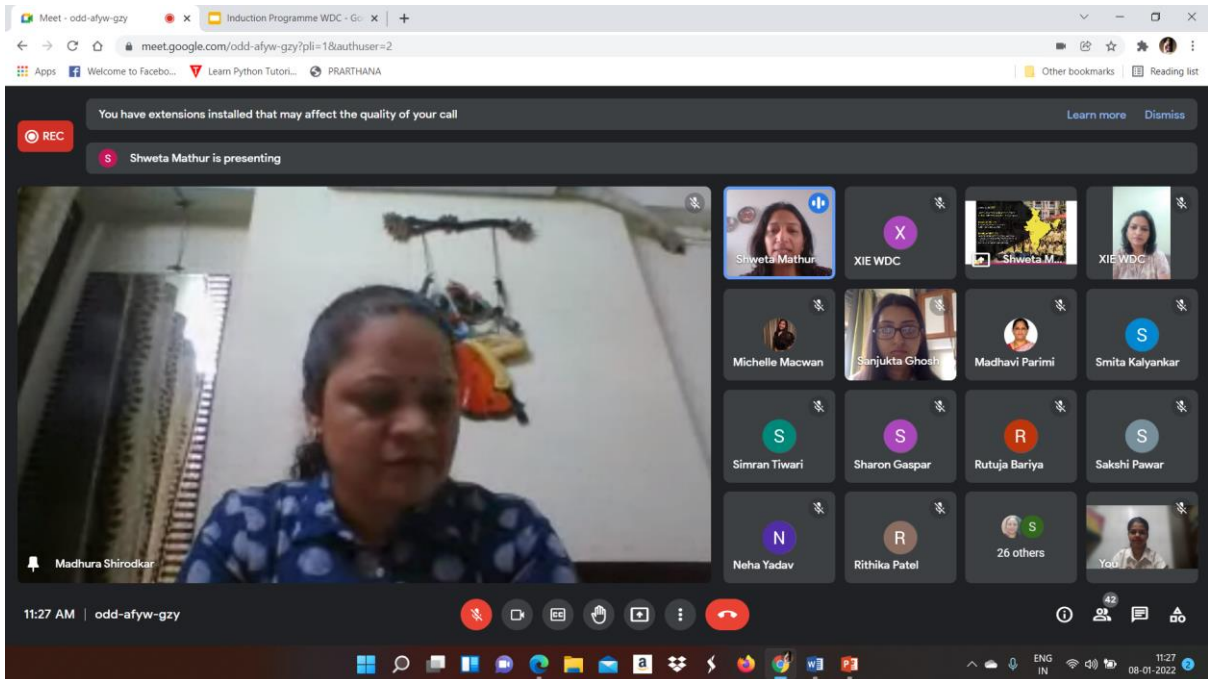 Meet - odd-afyw-gzy
Induction Programme WDC - Go
meet.google.com/odd-afyw-gzy?pli=1&authuser=2
Apps Welcome to Facebo... Learn Python Tutori... PRARTHANA Other bookmarks Reading list
You have extensions installed that may affect the quality of your call Learn more Dismiss
REC
S Shweta Mathur is presenting
Shweta Mathur
X
XIE WDC
Shweta M...
XIE WDC
Michelle Macwan
Sanjukta Ghosh
Madhavi Parimi
S
Smita Kalyankar
S
Simran Tiwari
S
Sharon Gaspar
R
Rutuja Bariya
S
Sakshi Pawar
N
Neha Yadav
R
Rithika Patel
S
26 others
You
Madhura Shirodkar
11:27 AM | odd-afyw-gzy
CC
42
a
ENG
IN
11:27
08-01-2022
2